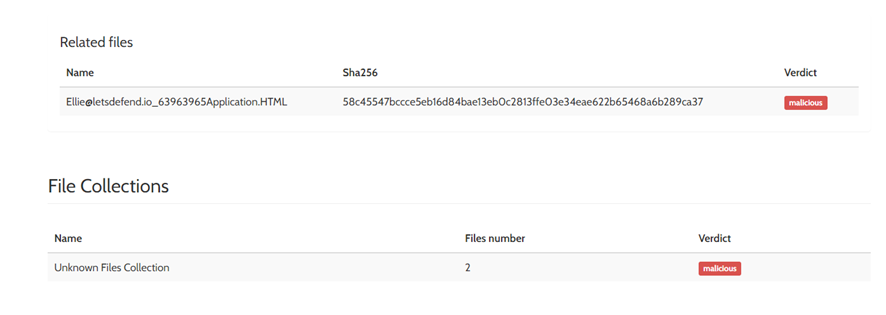 Related files
Name Sha256 Verdict
Ellie@letsdefend.io_63963965Application.HTML 58c45547bccce5eb16d84bae13eb0c2813ffe03e34eae622b65468a6b289ca37 malicious
File Collections
Name Files number Verdict
Unknown Files Collection 2 malicious